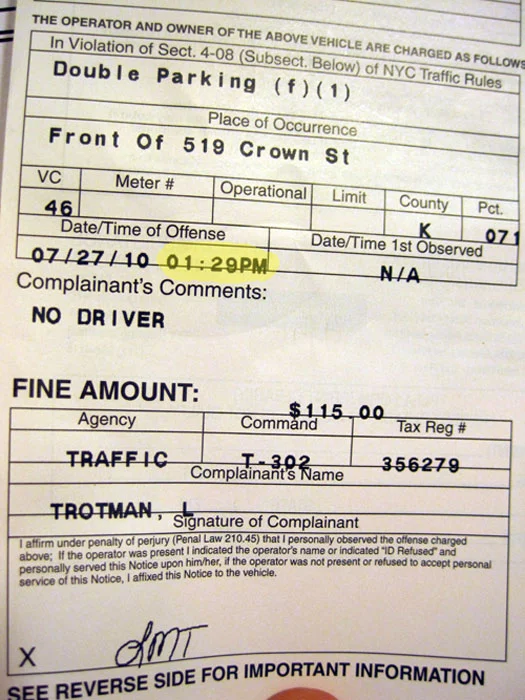 THE OPERATOR AND OWNER OF THE ABOVE VEHICLE ARE CHARGED AS FOLLOWS
In Violation of Sect. 4-08 (Subsect. Below) of NYC Traffic Rules
Double Parking (f)(1)
Place of Occurrence
Front Of 519 Crown St
VC Meter # Operational Limit County Pct.
46 K 071
Date/Time of Offense Date/Time 1st Observed
07/27/10 01:29PM N/A
Complainant's Comments:
NO DRIVER
FINE AMOUNT:
$115.00
Agency Command Tax Reg #
TRAFFIC T-302 356279
Complainant's Name
TROTMAN, L
Signature of Complainant
I affirm under penalty of perjury (Penal Law 210.45) that I personally observed the offense charged
above; If the operator was present I indicated the operator's name or indicated "ID Refused" and
personally served this Notice upon him/her, if the operator was not present or refused to accept personal
service of this Notice, I affixed this Notice to the vehicle.
X
SEE REVERSE SIDE FOR IMPORTANT INFORMATION